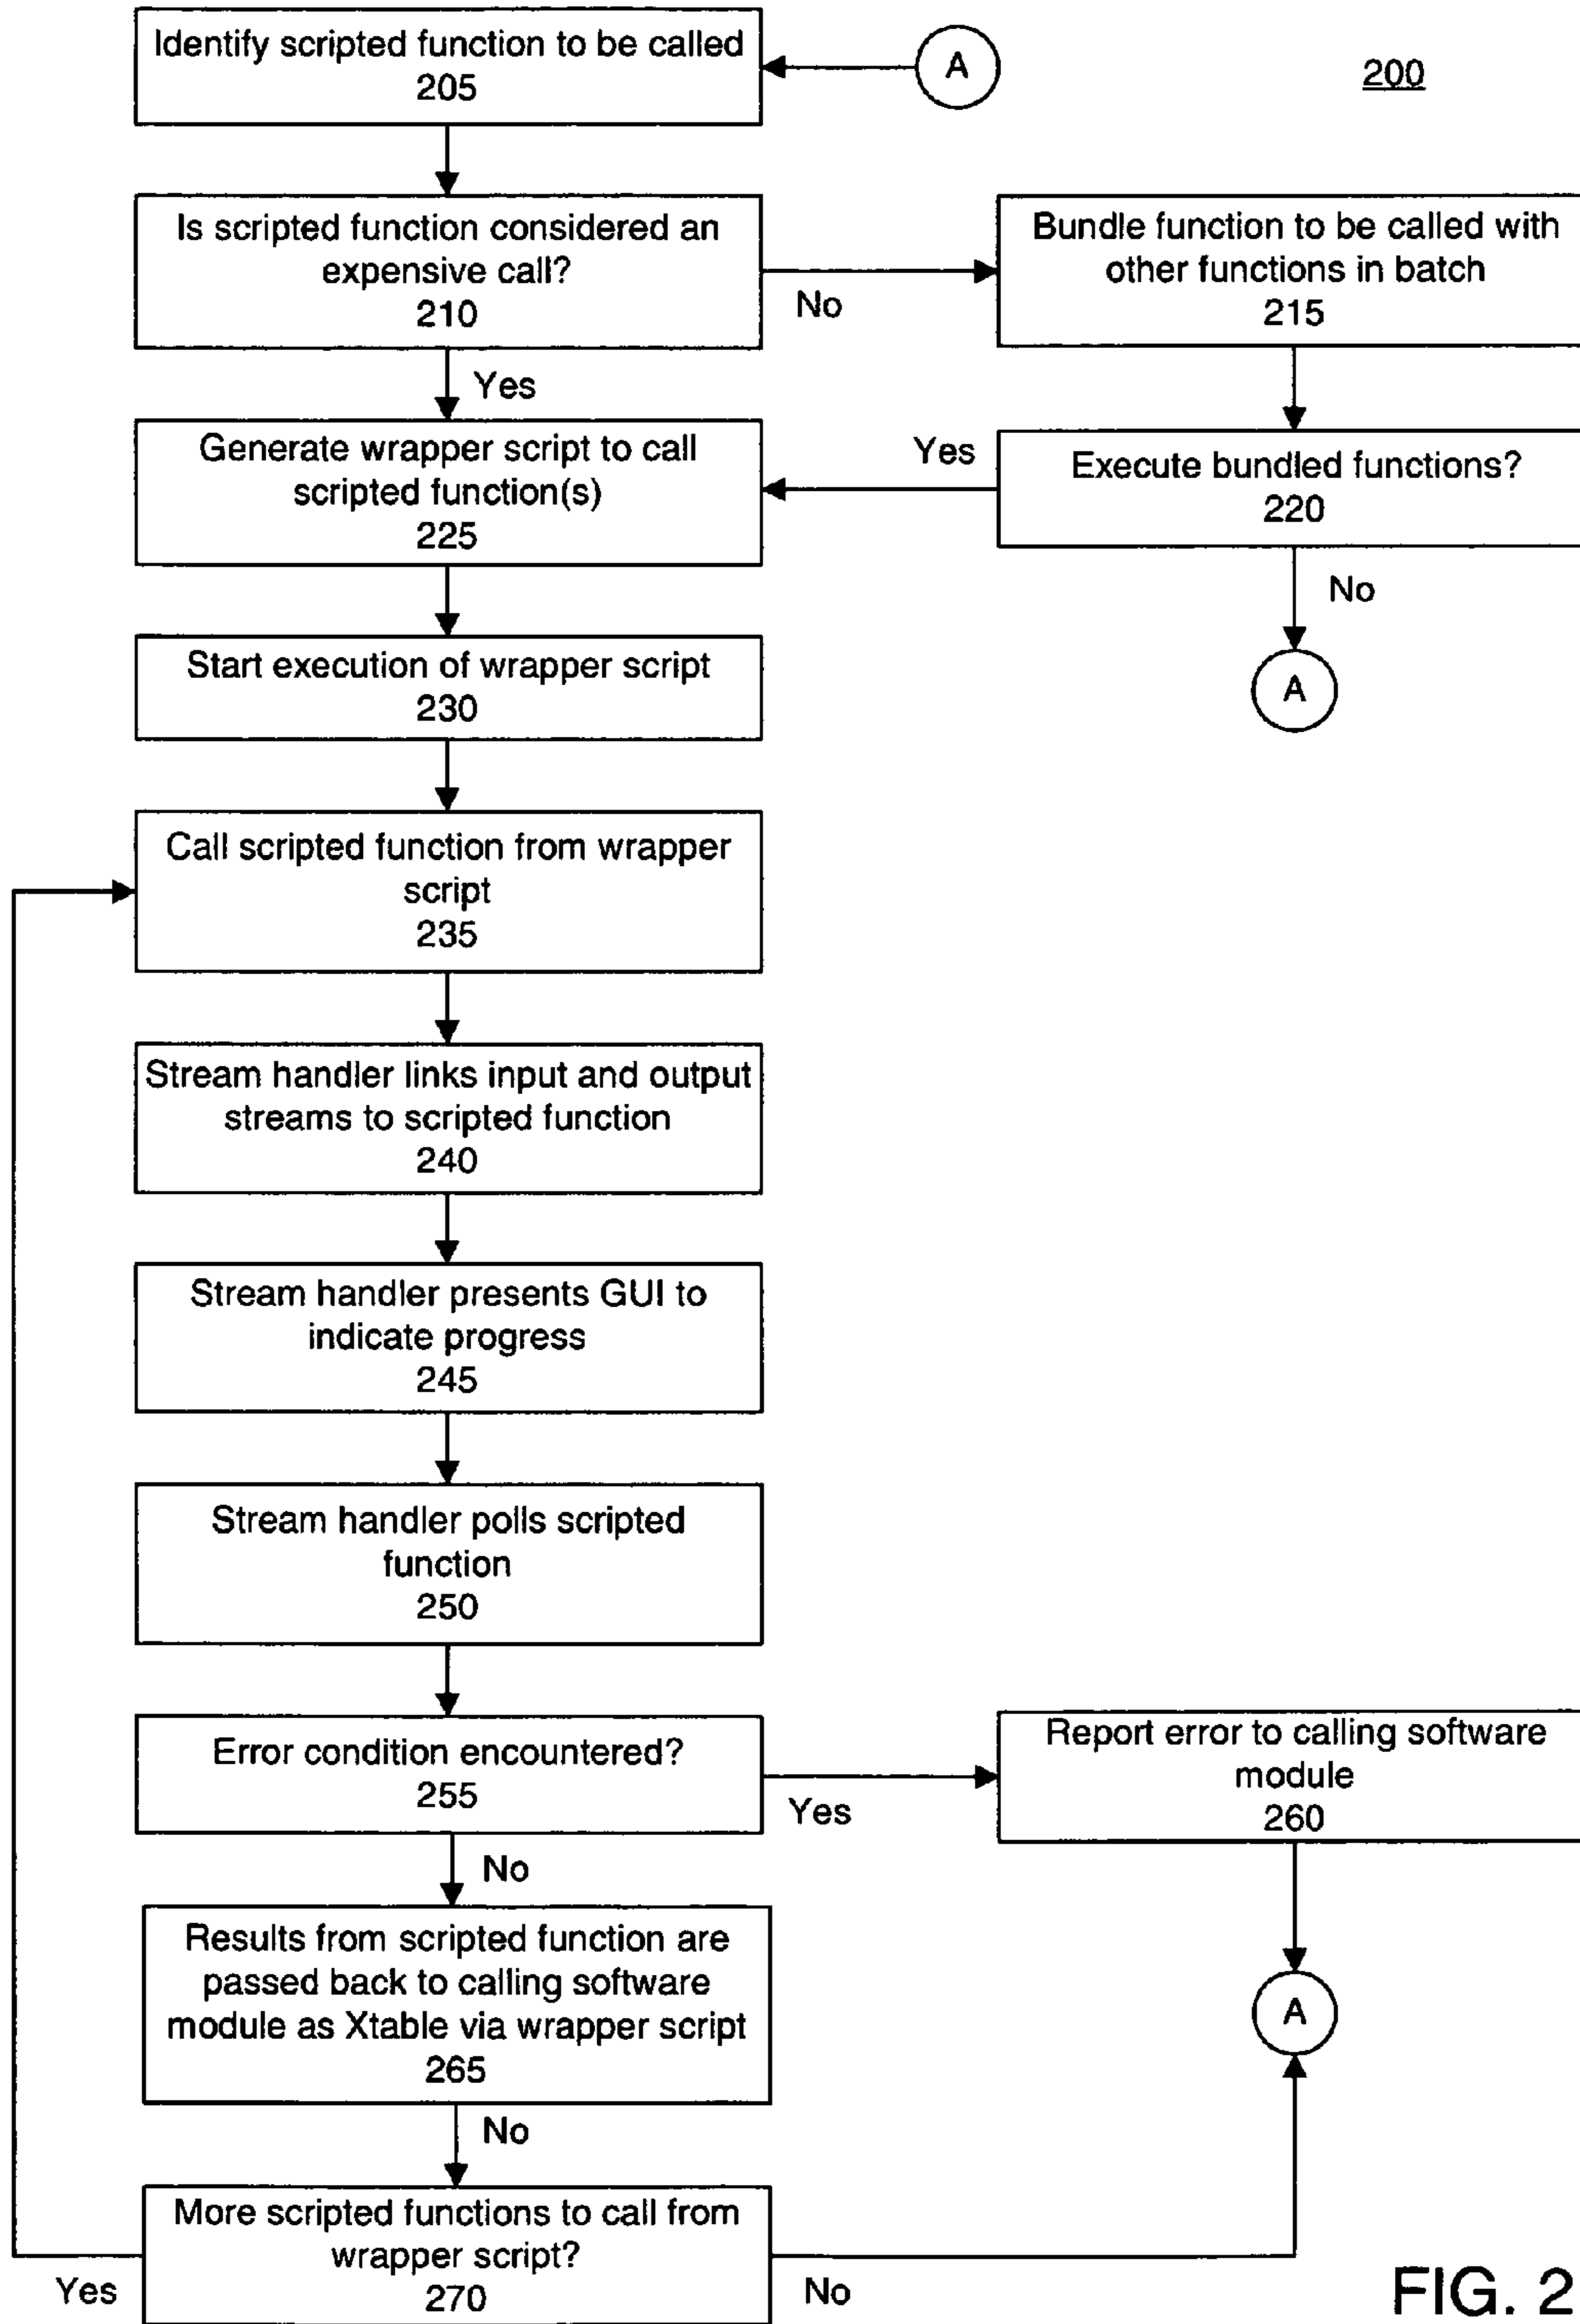 Identify scripted function to be called
205
A
200
Is scripted function considered an
expensive call?
210
No
Bundle function to be called with
other functions in batch
215
Yes
Generate wrapper script to call
scripted function(s)
225
Yes
Execute bundled functions?
220
No
A
Start execution of wrapper script
230
Call scripted function from wrapper
script
235
Stream handler links input and output
streams to scripted function
240
Stream handler presents GUI to
indicate progress
245
Stream handler polls scripted
function
250
Error condition encountered?
255
Yes
Report error to calling software
module
260
No
A
Results from scripted function are
passed back to calling software
module as Xtable via wrapper script
265
No
More scripted functions to call from
wrapper script?
270
Yes
No
FIG. 2